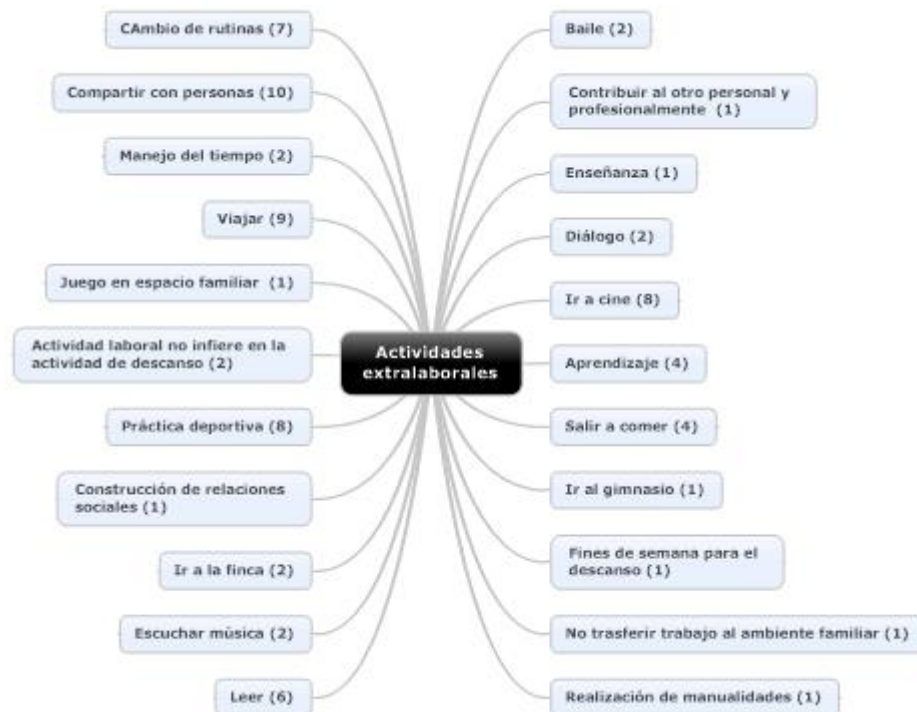 CAmbio de rutinas (7)
Compartir con personas (10)
Manejo del tiempo (2)
Viajar (9)
Juego en espacio familiar (1)
Actividad laboral no infiere en la
actividad de descanso (2)
Práctica deportiva (8)
Construcción de relaciones
sociales (1)
Ir a la finca (2)
Escuchar música (2)
Leer (6)
Actividades
extralaborales
Baile (2)
Contribuir al otro personal y
profesionalmente (1)
Enseñanza (1)
Diálogo (2)
Ir a cine (8)
Aprendizaje (4)
Salir a comer (4)
Ir al gimnasio (1)
Fines de semana para el
descanso (1)
No trasferir trabajo al ambiente familiar (1)
Realización de manualidades (1)